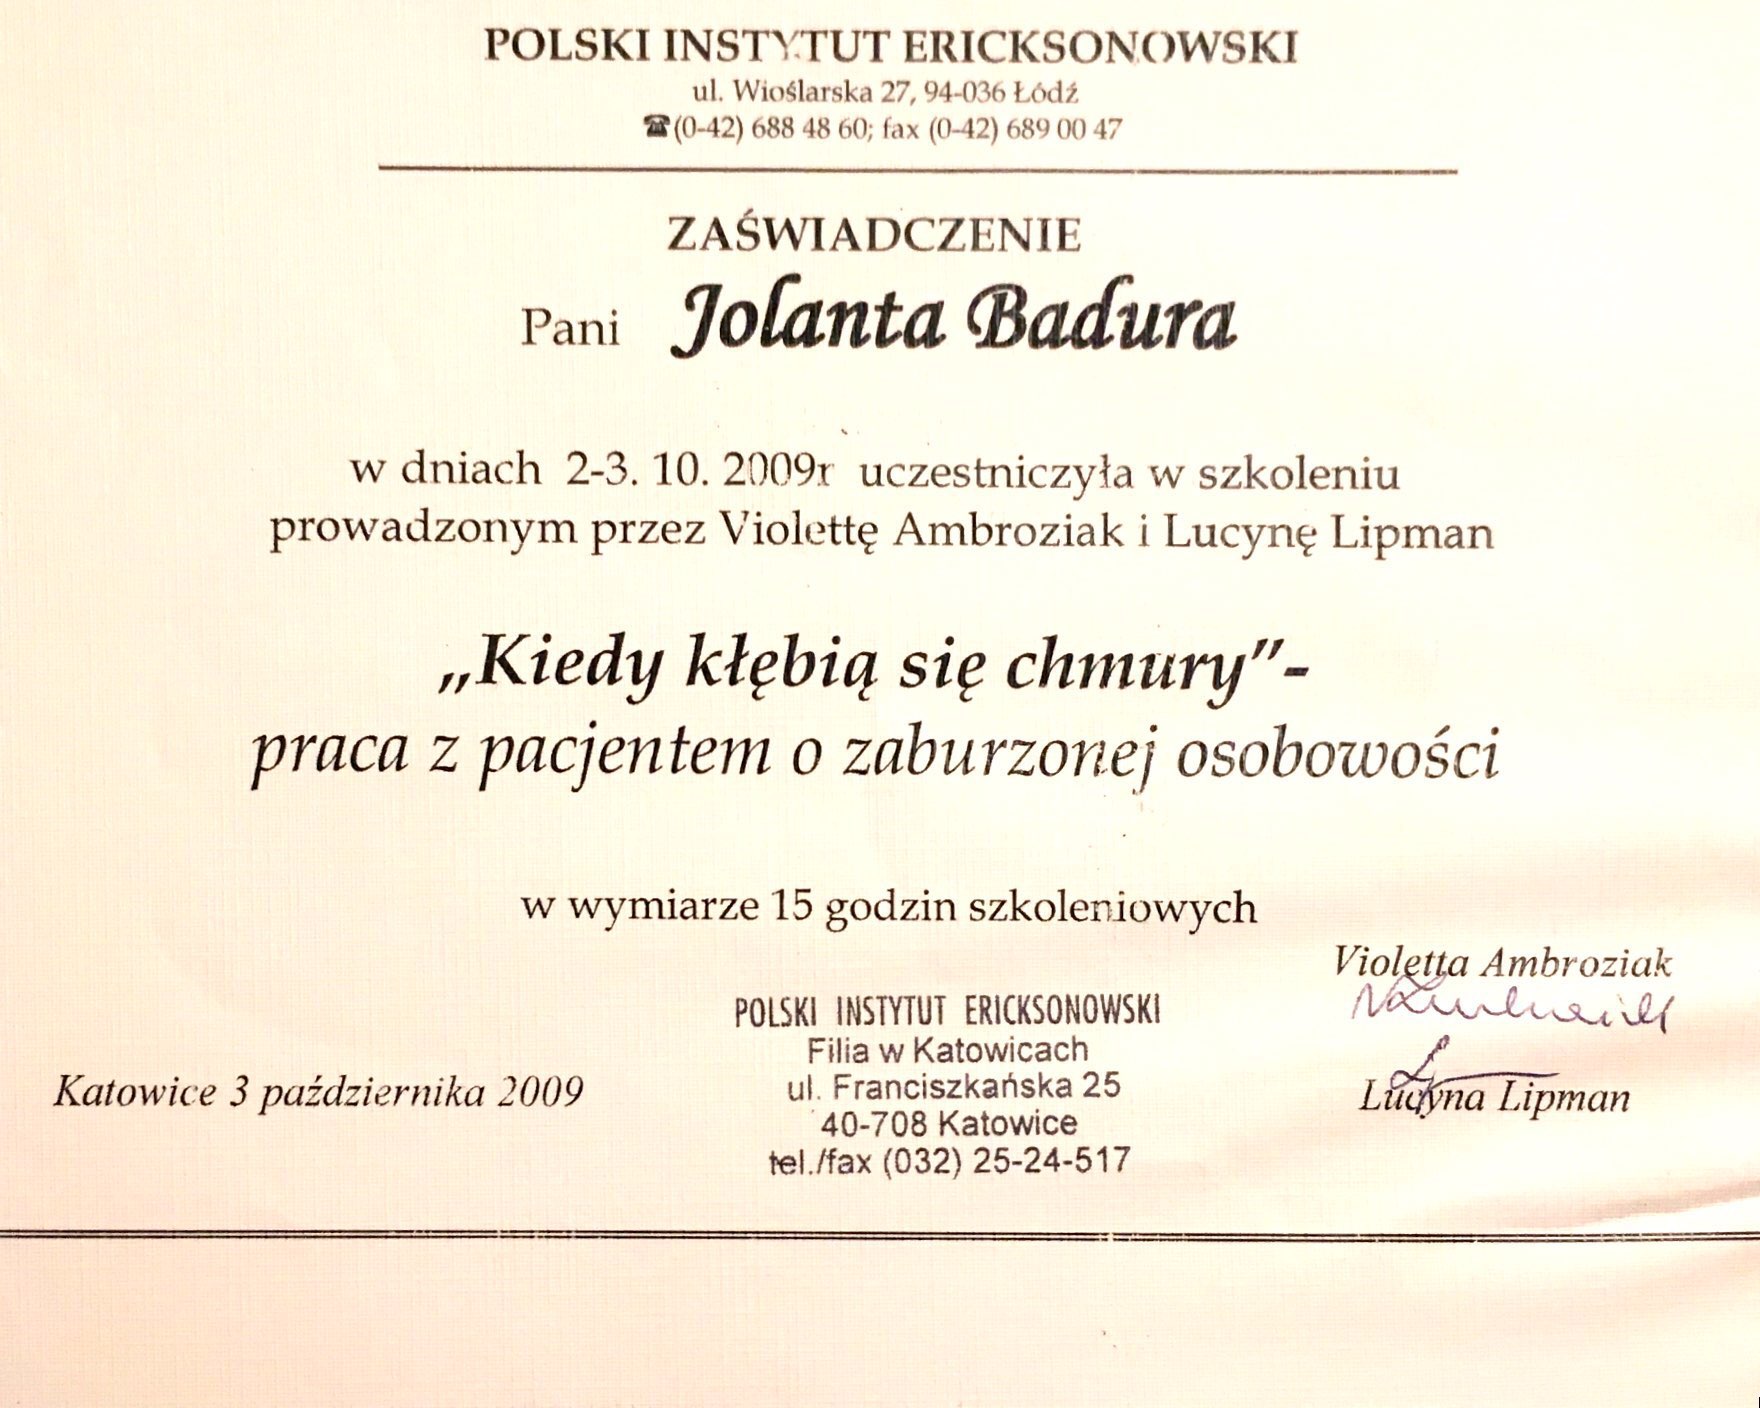 POLSKI INSTYTUT ERICKSONOWSKI
ul. Wioślarska 27, 94-036 Łódź
☎(0-42) 688 48 60; fax (0-42) 689 00 47
ZAŚWIADCZENIE
Pani Jolanta Badura
w dniach 2-3. 10. 2009r uczestniczyła w szkoleniu
prowadzonym przez Violettę Ambroziak i Lucynę Lipman
„Kiedy kłębią się chmury”-
praca z pacjentem o zaburzonej osobowości
w wymiarze 15 godzin szkoleniowych
Violetta Ambroziak
POLSKI INSTYTUT ERICKSONOWSKI
Filia w Katowicach
ul. Franciszkańska 25
40-708 Katowice
tel./fax (032) 25-24-517
Katowice 3 października 2009
Lucyna Lipman